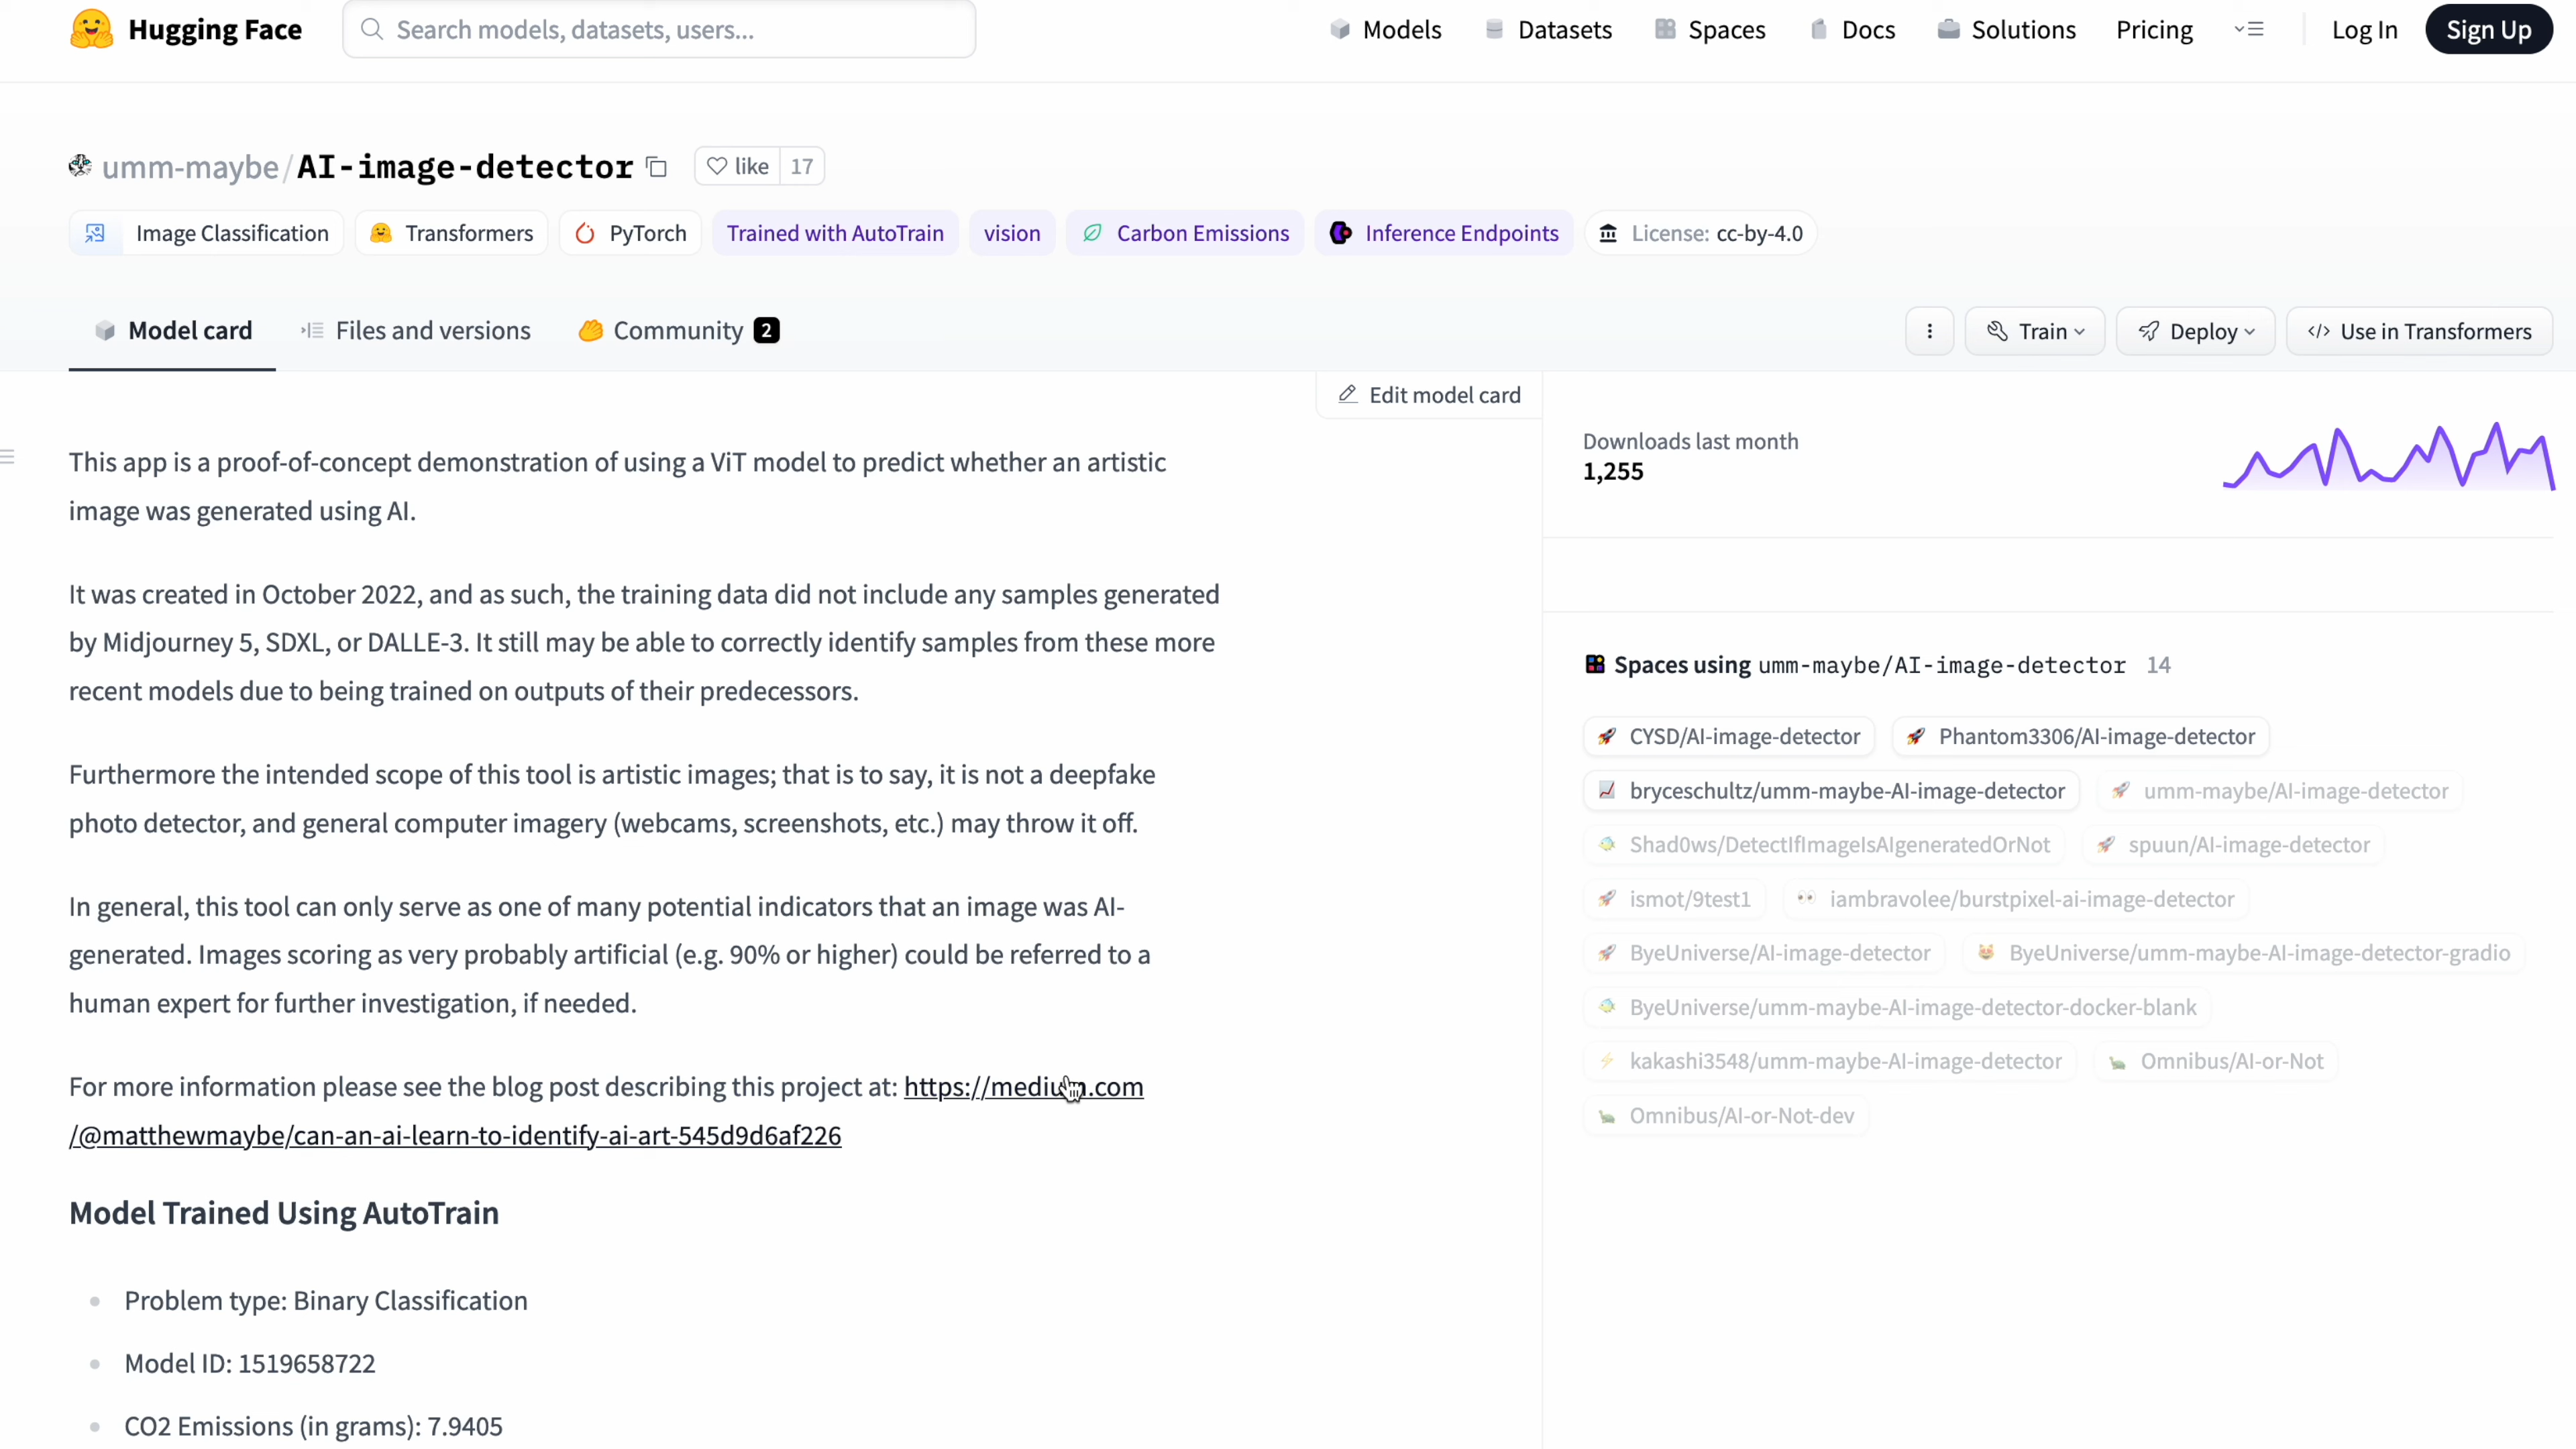 Hugging Face
Search models, datasets, users...
Models
Datasets
Spaces
Docs
Solutions
Pricing
Log In
Sign Up
umm-maybe/AI-image-detector
like 17
Image Classification
Transformers
PyTorch
Trained with AutoTrain
vision
Carbon Emissions
Inference Endpoints
License: cc-by-4.0
Model card
Files and versions
Community 2
Train
Deploy
</> Use in Transformers
Edit model card
This app is a proof-of-concept demonstration of using a ViT model to predict whether an artistic
image was generated using AI.
It was created in October 2022, and as such, the training data did not include any samples generated
by Midjourney 5, SDXL, or DALLE-3. It still may be able to correctly identify samples from these more
recent models due to being trained on outputs of their predecessors.
Furthermore the intended scope of this tool is artistic images; that is to say, it is not a deepfake
photo detector, and general computer imagery (webcams, screenshots, etc.) may throw it off.
In general, this tool can only serve as one of many potential indicators that an image was AI-
generated. Images scoring as very probably artificial (e.g. 90% or higher) could be referred to a
human expert for further investigation, if needed.
For more information please see the blog post describing this project at: https://medium.com
/@matthewmaybe/can-an-ai-learn-to-identify-ai-art-545d9d6af226
Model Trained Using AutoTrain
Problem type: Binary Classification
Model ID: 1519658722
CO2 Emissions (in grams): 7.9405
Downloads last month
1,255
Spaces using umm-maybe/AI-image-detector 14
CYSD/AI-image-detector
Phantom3306/AI-image-detector
bryceschultz/umm-maybe-AI-image-detector
umm-maybe/AI-image-detector
Shad0ws/DetectIfImageIsAIgeneratedOrNot
spuun/AI-image-detector
ismot/9test1
iambravolee/burstpixel-ai-image-detector
ByeUniverse/AI-image-detector
ByeUniverse/umm-maybe-AI-image-detector-gradio
ByeUniverse/umm-maybe-AI-image-detector-docker-blank
kakashi3548/umm-maybe-AI-image-detector
Omnibus/AI-or-Not
Omnibus/AI-or-Not-dev